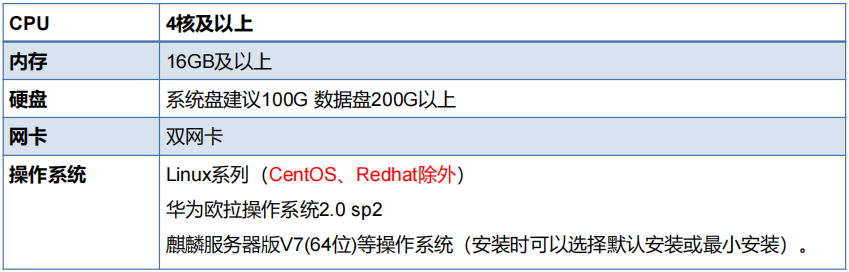 CPU 4核及以上
内存 16GB及以上
硬盘 系统盘建议100G 数据盘200G以上
网卡 双网卡
操作系统 Linux系列（CentOS、Redhat除外）
华为欧拉操作系统2.0 sp2
麒麟服务器版V7(64位)等操作系统（安装时可以选择默认安装或最小安装）。